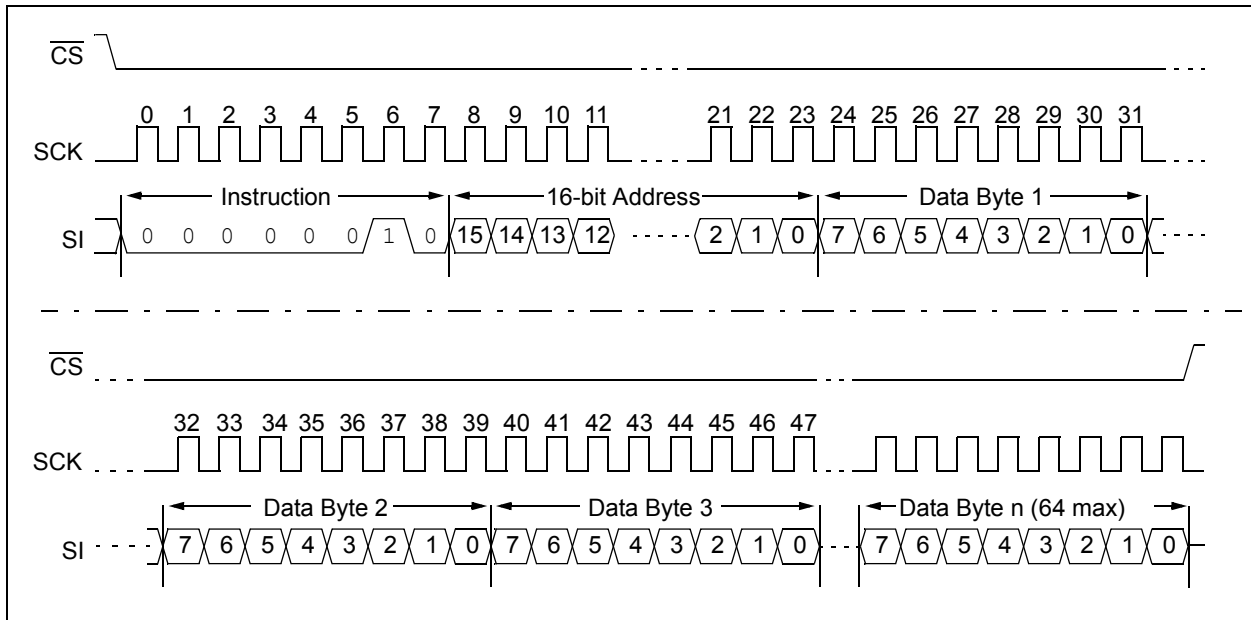 CS
0 1 2 3 4 5 6 7 8 9 10 11 21 22 23 24 25 26 27 28 29 30 31
SCK
Instruction 16-bit Address Data Byte 1
SI 0 0 0 0 0 0 1 0 15 14 13 12 2 1 0 7 6 5 4 3 2 1 0
CS
32 33 34 35 36 37 38 39 40 41 42 43 44 45 46 47
SCK
Data Byte 2 Data Byte 3 Data Byte n (64 max)
SI 7 6 5 4 3 2 1 0 7 6 5 4 3 2 1 0 7 6 5 4 3 2 1 0